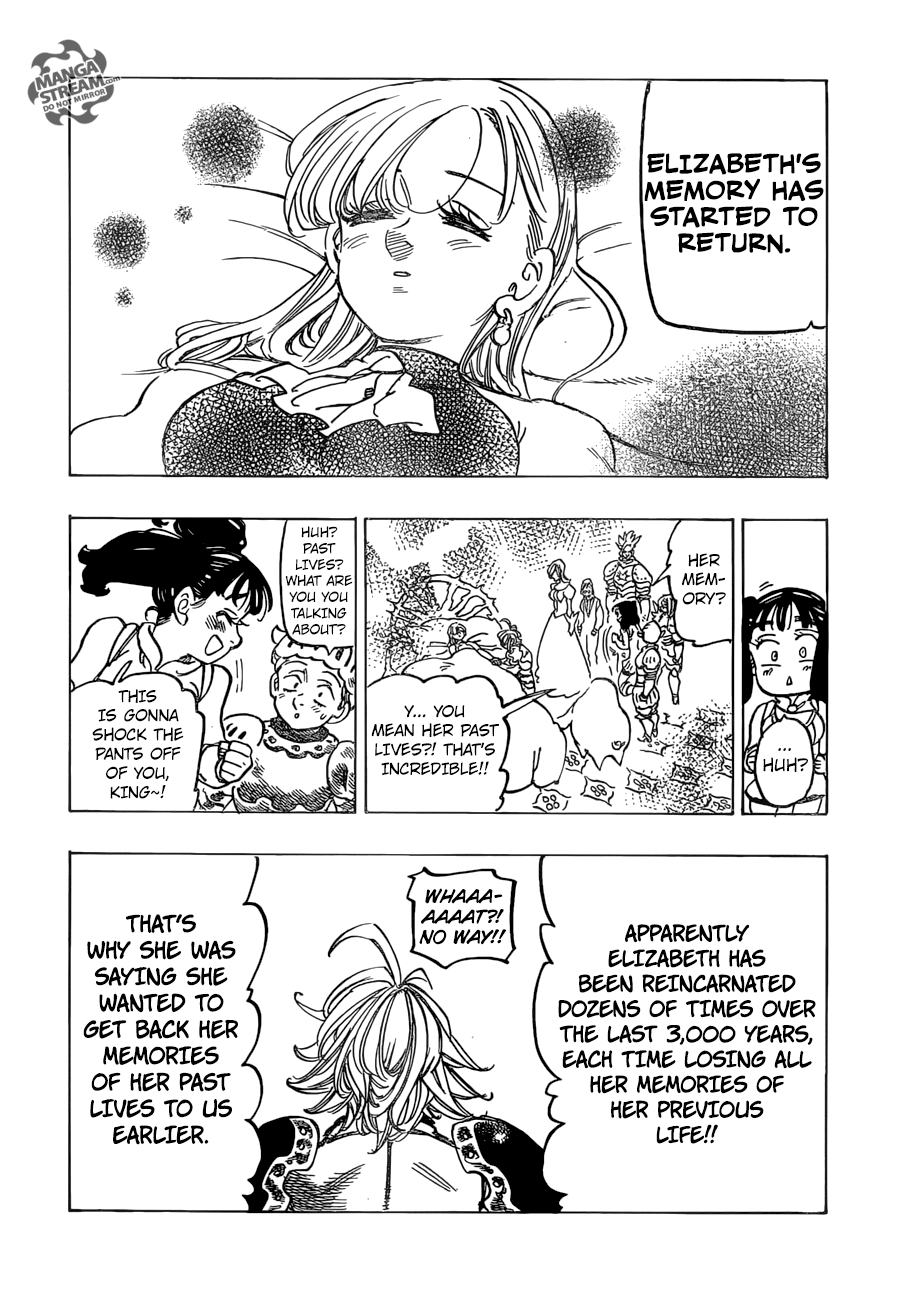 MANGA
STREAM.com
DO NOT MIRROR
ELIZABETH'S
MEMORY HAS
STARTED TO
RETURN.
...
HUH?
HER
MEM-
ORY?
Y... YOU
MEAN HER PAST
LIVES?! THAT'S
INCREDIBLE!!
HUH?
PAST
LIVES?
WHAT ARE
YOU YOU
TALKING
ABOUT?
THIS
IS GONNA
SHOCK THE
PANTS OFF
OF YOU,
KING~!
APPARENTLY
ELIZABETH HAS
BEEN REINCARNATED
DOZENS OF TIMES OVER
THE LAST 3,000 YEARS,
EACH TIME LOSING ALL
HER MEMORIES OF
HER PREVIOUS
LIFE!!
WHAAA-
AAAAT?!
NO WAY!!
THAT'S
WHY SHE WAS
SAYING SHE
WANTED TO
GET BACK HER
MEMORIES
OF HER PAST
LIVES TO US
EARLIER.